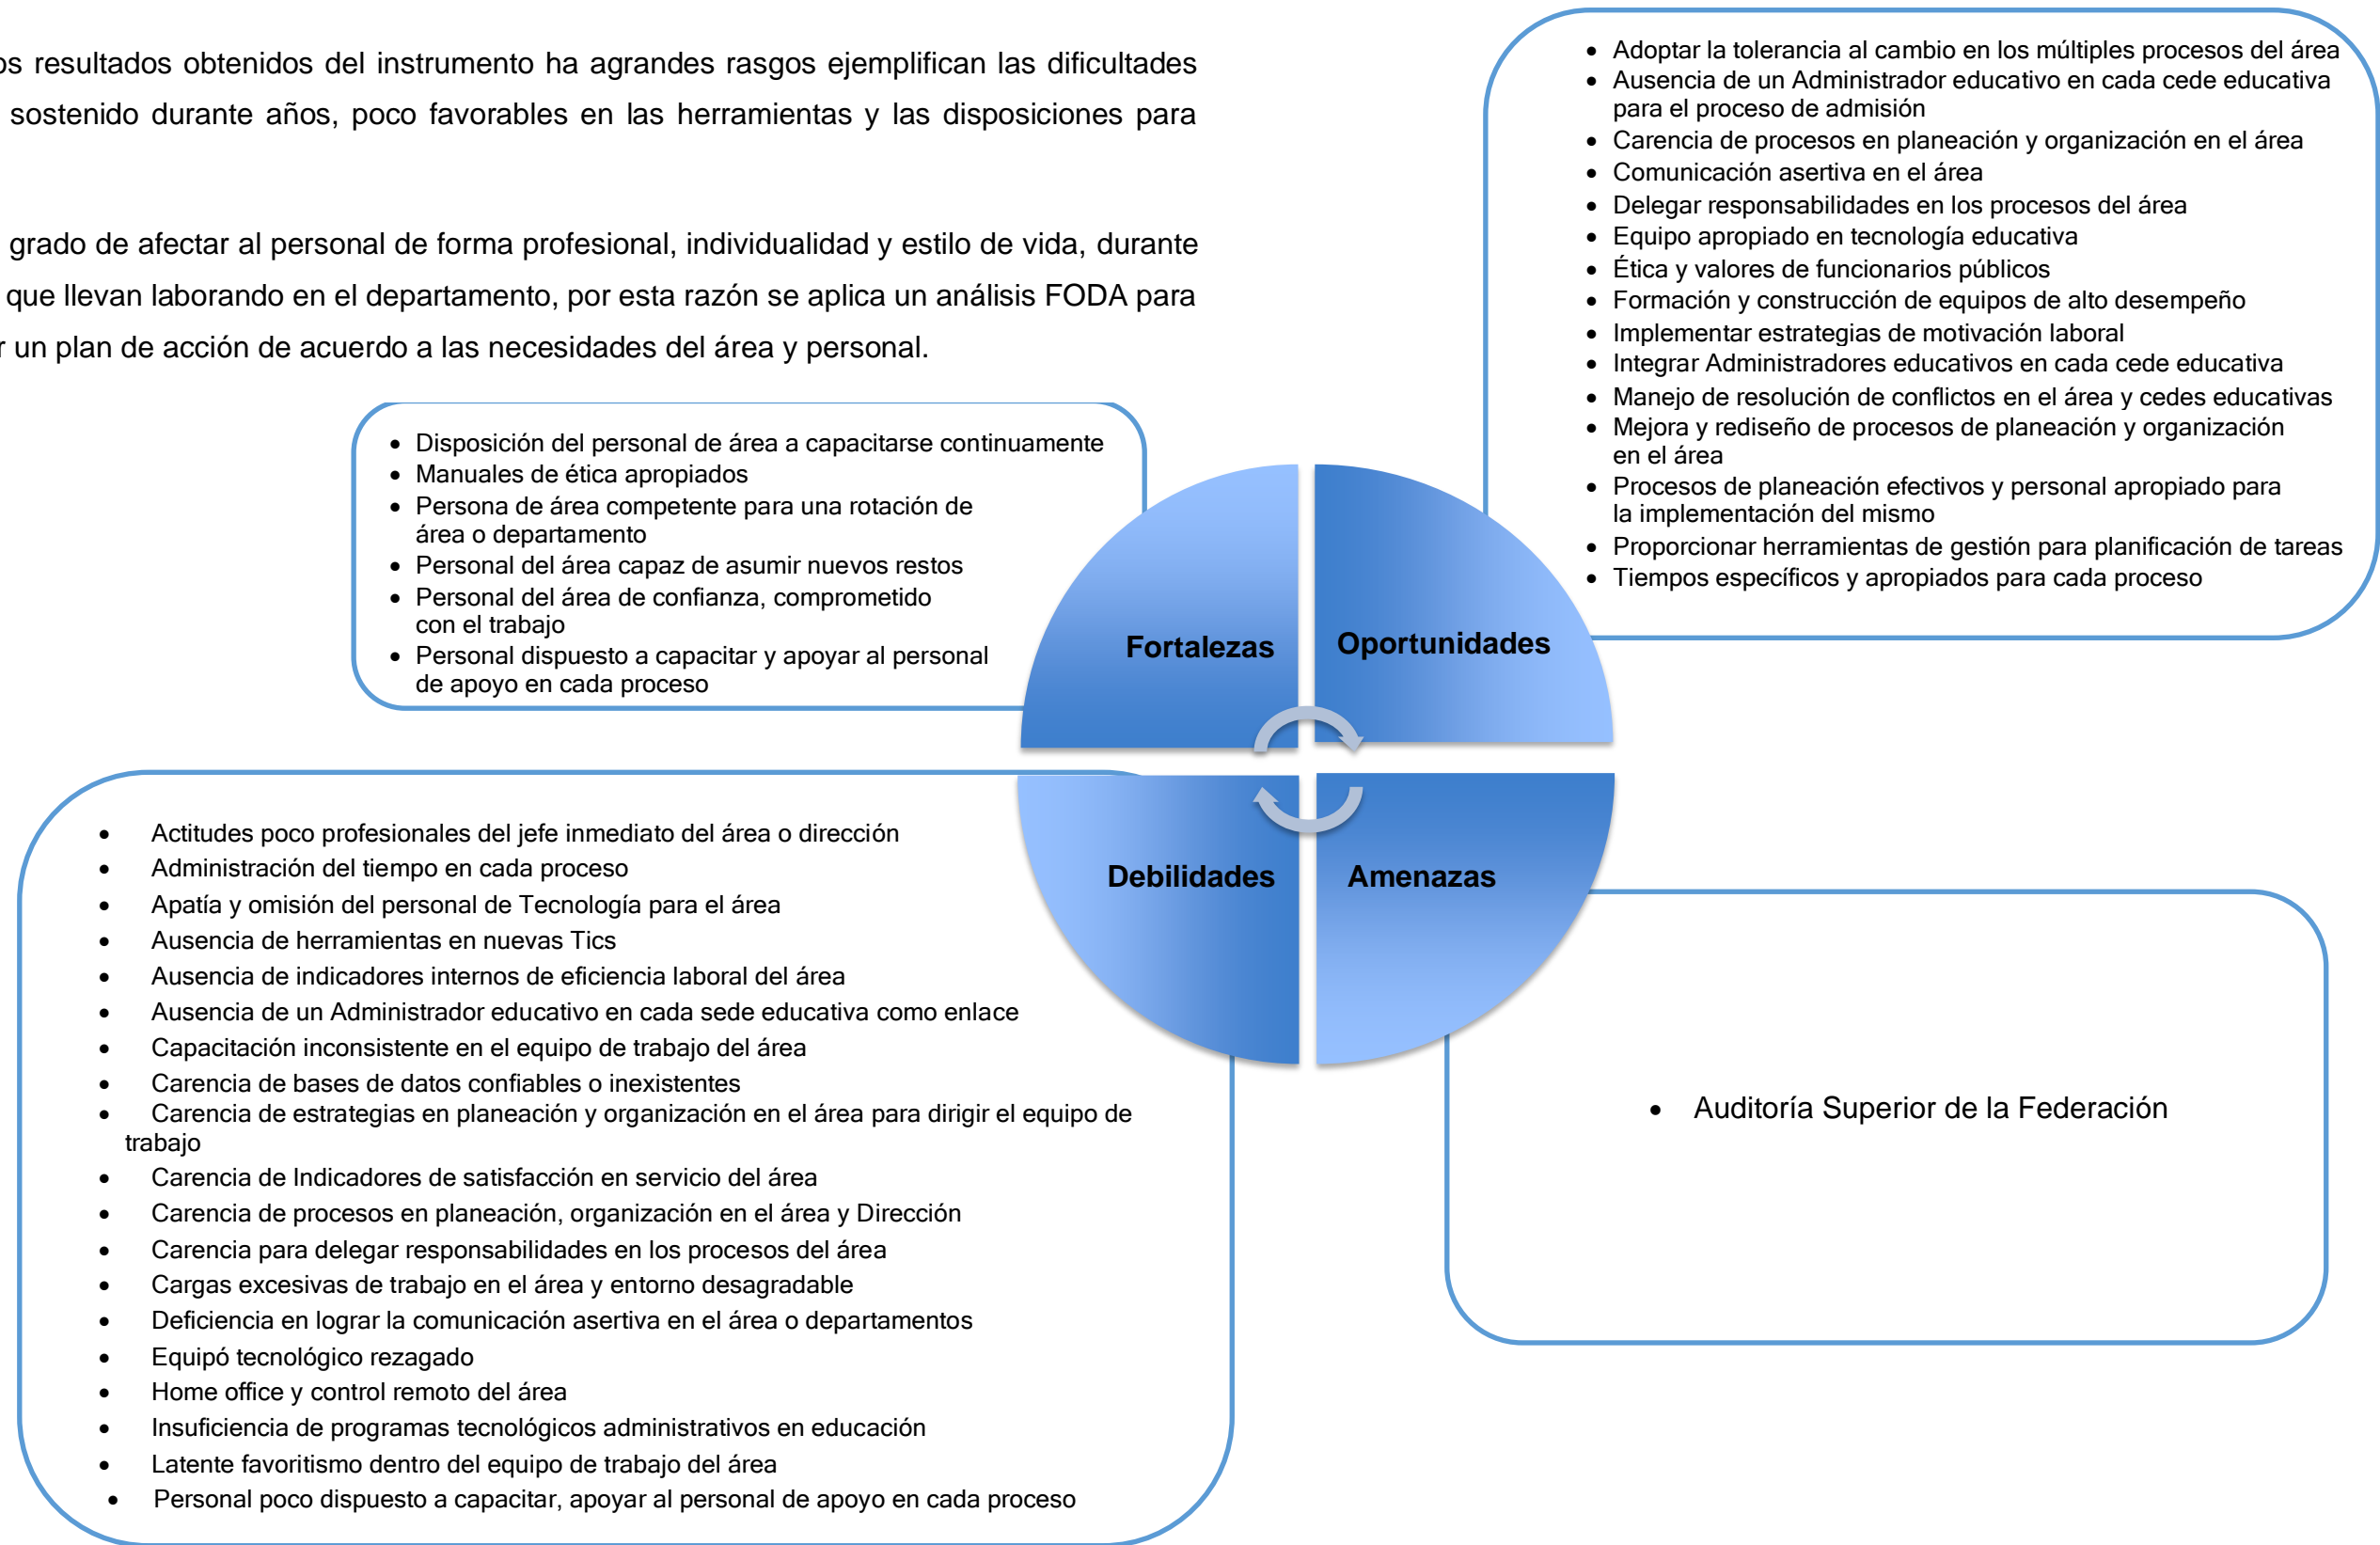 os resultados obtenidos del instrumento ha agrandes rasgos ejemplifican las dificultades
sostenido durante años, poco favorables en las herramientas y las disposiciones para
grado de afectar al personal de forma profesional, individualidad y estilo de vida, durante
que llevan laborando en el departamento, por esta razón se aplica un análisis FODA para
r un plan de acción de acuerdo a las necesidades del área y personal.
• Disposición del personal de área a capacitarse continuamente
• Manuales de ética apropiados
• Persona de área competente para una rotación de
área o departamento
• Personal del área capaz de asumir nuevos restos
• Personal del área de confianza, comprometido
con el trabajo
• Personal dispuesto a capacitar y apoyar al personal
de apoyo en cada proceso
• Adoptar la tolerancia al cambio en los múltiples procesos del área
• Ausencia de un Administrador educativo en cada cede educativa
para el proceso de admisión
• Carencia de procesos en planeación y organización en el área
• Comunicación asertiva en el área
• Delegar responsabilidades en los procesos del área
• Equipo apropiado en tecnología educativa
• Ética y valores de funcionarios públicos
• Formación y construcción de equipos de alto desempeño
• Implementar estrategias de motivación laboral
• Integrar Administradores educativos en cada cede educativa
• Manejo de resolución de conflictos en el área y cedes educativas
• Mejora y rediseño de procesos de planeación y organización
en el área
• Procesos de planeación efectivos y personal apropiado para
la implementación del mismo
• Proporcionar herramientas de gestión para planificación de tareas
• Tiempos específicos y apropiados para cada proceso
Fortalezas
Oportunidades
Debilidades
Amenazas
• Actitudes poco profesionales del jefe inmediato del área o dirección
• Administración del tiempo en cada proceso
• Apatía y omisión del personal de Tecnología para el área
• Ausencia de herramientas en nuevas Tics
• Ausencia de indicadores internos de eficiencia laboral del área
• Ausencia de un Administrador educativo en cada sede educativa como enlace
• Capacitación inconsistente en el equipo de trabajo del área
• Carencia de bases de datos confiables o inexistentes
• Carencia de estrategias en planeación y organización en el área para dirigir el equipo de
trabajo
• Carencia de Indicadores de satisfacción en servicio del área
• Carencia de procesos en planeación, organización en el área y Dirección
• Carencia para delegar responsabilidades en los procesos del área
• Cargas excesivas de trabajo en el área y entorno desagradable
• Deficiencia en lograr la comunicación asertiva en el área o departamentos
• Equipó tecnológico rezagado
• Home office y control remoto del área
• Insuficiencia de programas tecnológicos administrativos en educación
• Latente favoritismo dentro del equipo de trabajo del área
• Personal poco dispuesto a capacitar, apoyar al personal de apoyo en cada proceso
• Auditoría Superior de la Federación